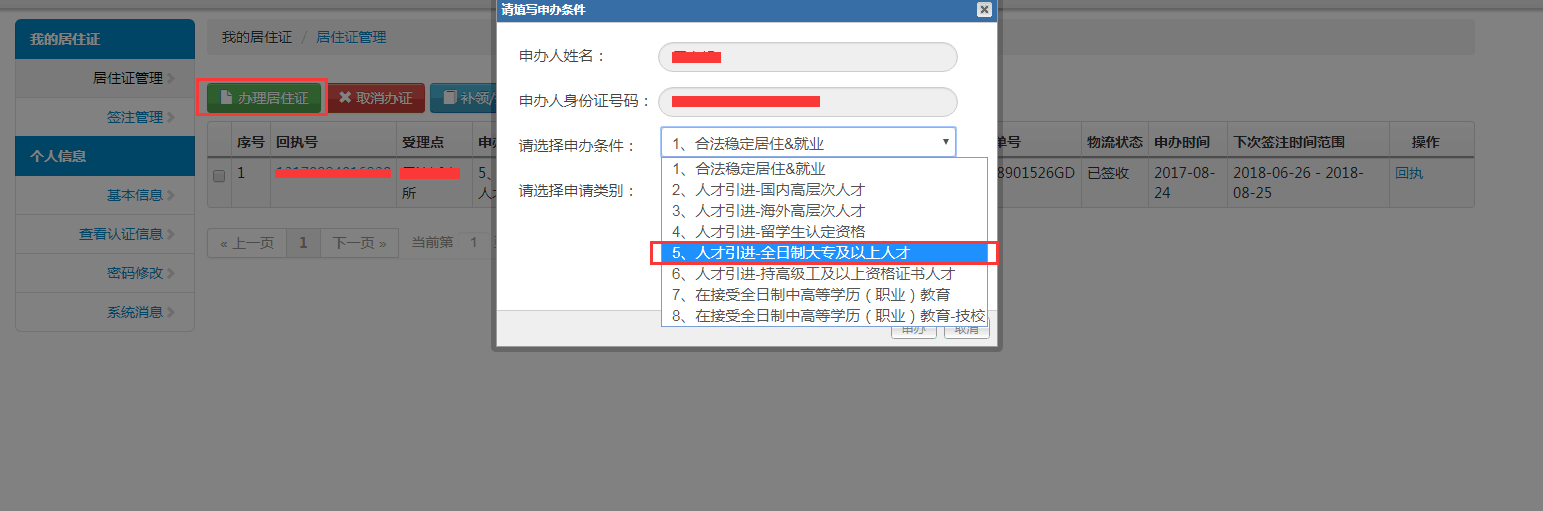 请填写申办条件
我的居住证
居住证管理
签注管理
个人信息
基本信息
查看认证信息
密码修改
系统消息
我的居住证 / 居住证管理
办理居住证
取消办证
补领/
序号 回执号 受理点 申
单号 物流状态 申办时间 下次签注时间范围 操作
1 所 5、 人
8901526GD 已签收 2017-08-24 2018-06-26 - 2018-08-25 回执
« 上一页 1 下一页 » 当前第 1
申办人姓名：
申办人身份证号码：
请选择申办条件： 1、合法稳定居住&就业
请选择申请类别：
1、合法稳定居住&就业
2、人才引进-国内高层次人才
3、人才引进-海外高层次人才
4、人才引进-留学生认定资格
5、人才引进-全日制大专及以上人才
6、人才引进-持高级工及以上资格证书人才
7、在接受全日制中高等学历（职业）教育
8、在接受全日制中高等学历（职业）教育-技校
申办 取消